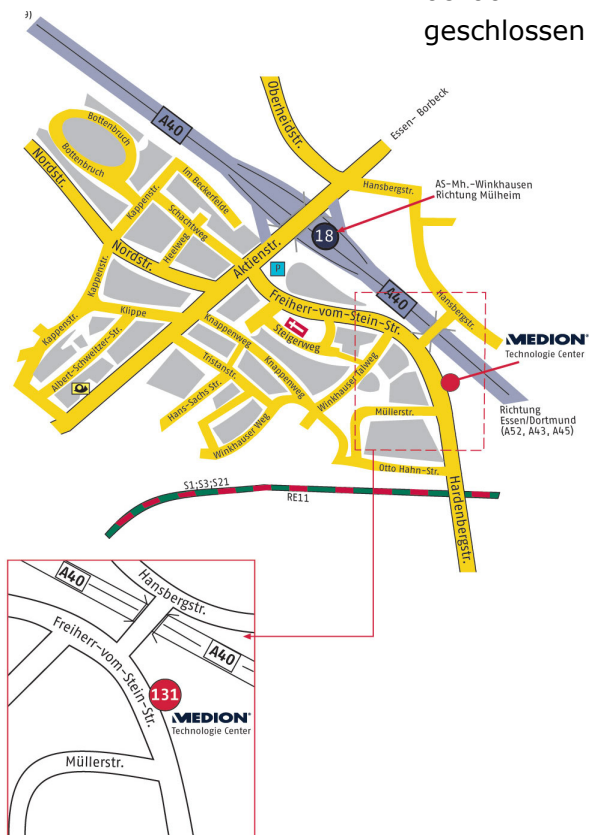 geschlossen
9)
A40
Oberheidstr.
Essen- Borbeck
Bottenbruch
Bottenbruch
Nordstr.
Im Beckerfelde
Kappenstr.
Schachtweg
Heelweg
Hansbergstr.
AS-Mh.-Winkhausen
Richtung Mülheim
18
Aktienstr.
Nordstr.
P
Kappenstr.
Freiherr-vom-Stein-Str.
A40
Hansbergstr.
Klippe
Knappenweg
Steigerweg
Kappenstr.
Albert-Schweitzer-Str.
Tristanstr.
Knappenweg
Winkhauser Talweg
MEDION®
Technologie Center
Hans-Sachs Str.
Winkhauser Weg
Müllerstr.
Richtung
Essen/Dortmund
(A52, A43, A45)
Otto Hahn-Str.
Hardenbergstr.
S1;S3;S21
RE11
A40
Hansbergstr.
Freiherr-vom-Stein-Str.
A40
131
MEDION®
Technologie Center
Müllerstr.